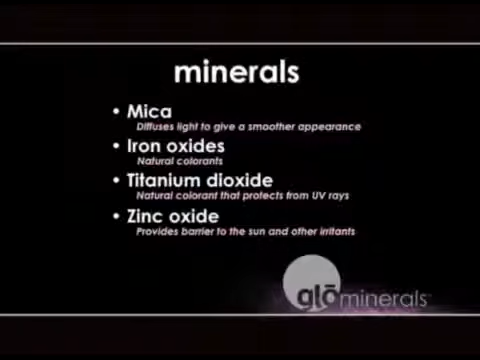 minerals
• Mica
Diffuses light to give a smoother appearance
• Iron oxides
Natural colorants
• Titanium dioxide
Natural colorant that protects from UV rays
• Zinc oxide
Provides barrier to the sun and other irritants
glōminerals